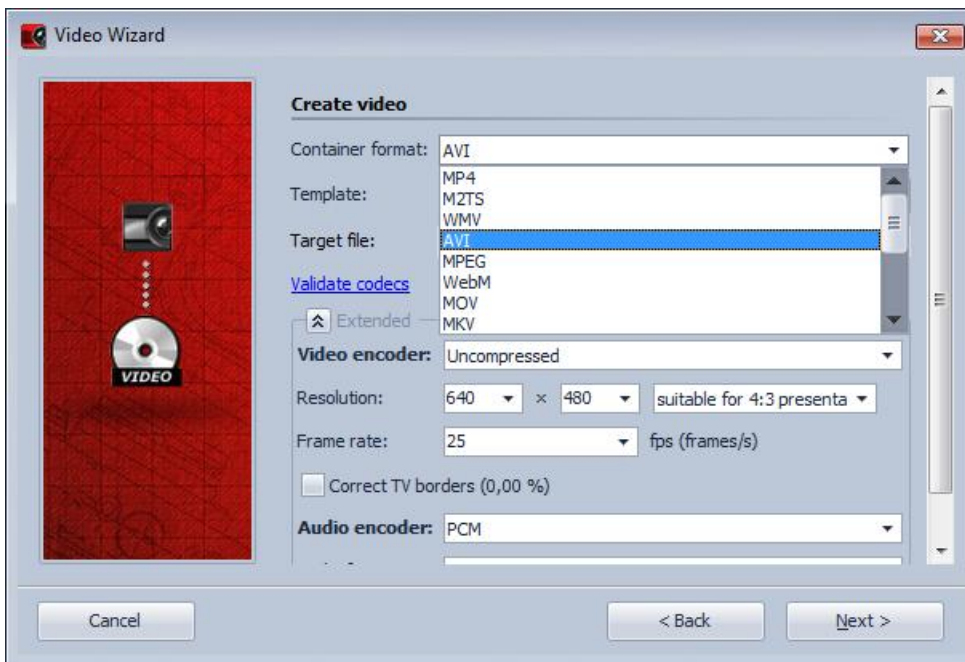 Video Wizard
Create video
Container format: AVI
MP4
Template:
M2TS
WMV
Target file:
AVI
MPEG
Validate codecs
WebM
MOV
Extended
MKV
Video encoder: Uncompressed
VIDEO
Resolution: 640 × 480 suitable for 4:3 presenta
Frame rate: 25 fps (frames/s)
Correct TV borders (0,00 %)
Audio encoder: PCM
Cancel
< Back
Next >